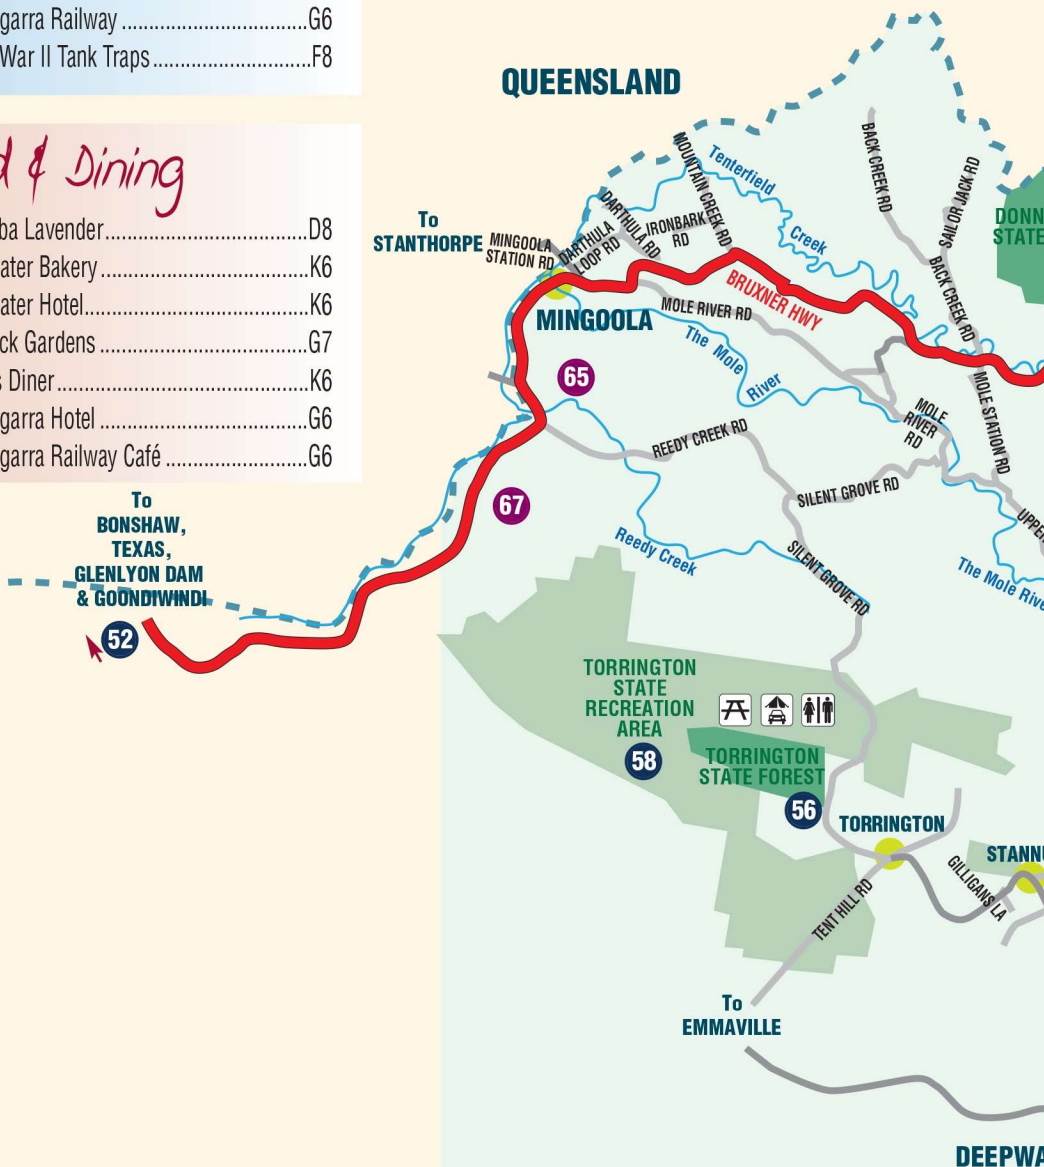 garra Railway ................................. G6
War II Tank Traps ............................ F8
d & Dining
ba Lavender .................................... D8
ater Bakery ..................................... K6
ater Hotel ........................................ K6
ck Gardens ..................................... G7
s Diner ............................................. K6
garra Hotel ..................................... G6
garra Railway Café ......................... G6
QUEENSLAND
To
STANTHORPE
MINGOOLA
STATION RD
DARTHULA
LOOP RD
DARTHULA RD
IRONBARK
RD
MOUNTAIN CREEK RD
Tenterfield
Creek
BACK CREEK RD
SAILOR JACK RD
BACK CREEK RD
DONN
STATE
MINGOOLA
MOLE RIVER RD
BRUXNER HWY
The Mole
River
65
MOLE
RIVER
RD
MOLE STATION RD
REEDY CREEK RD
SILENT GROVE RD
67
UPPER
Reedy Creek
SILENT GROVE RD
The Mole Rive
To
BONSHAW,
TEXAS,
GLENLYON DAM
& GOONDIWINDI
52
TORRINGTON
STATE
RECREATION
AREA
58
TORRINGTON
STATE FOREST
56
TORRINGTON
STANN
GILLIGANS LA
TENT HILL RD
To
EMMAVILLE
DEEPWA